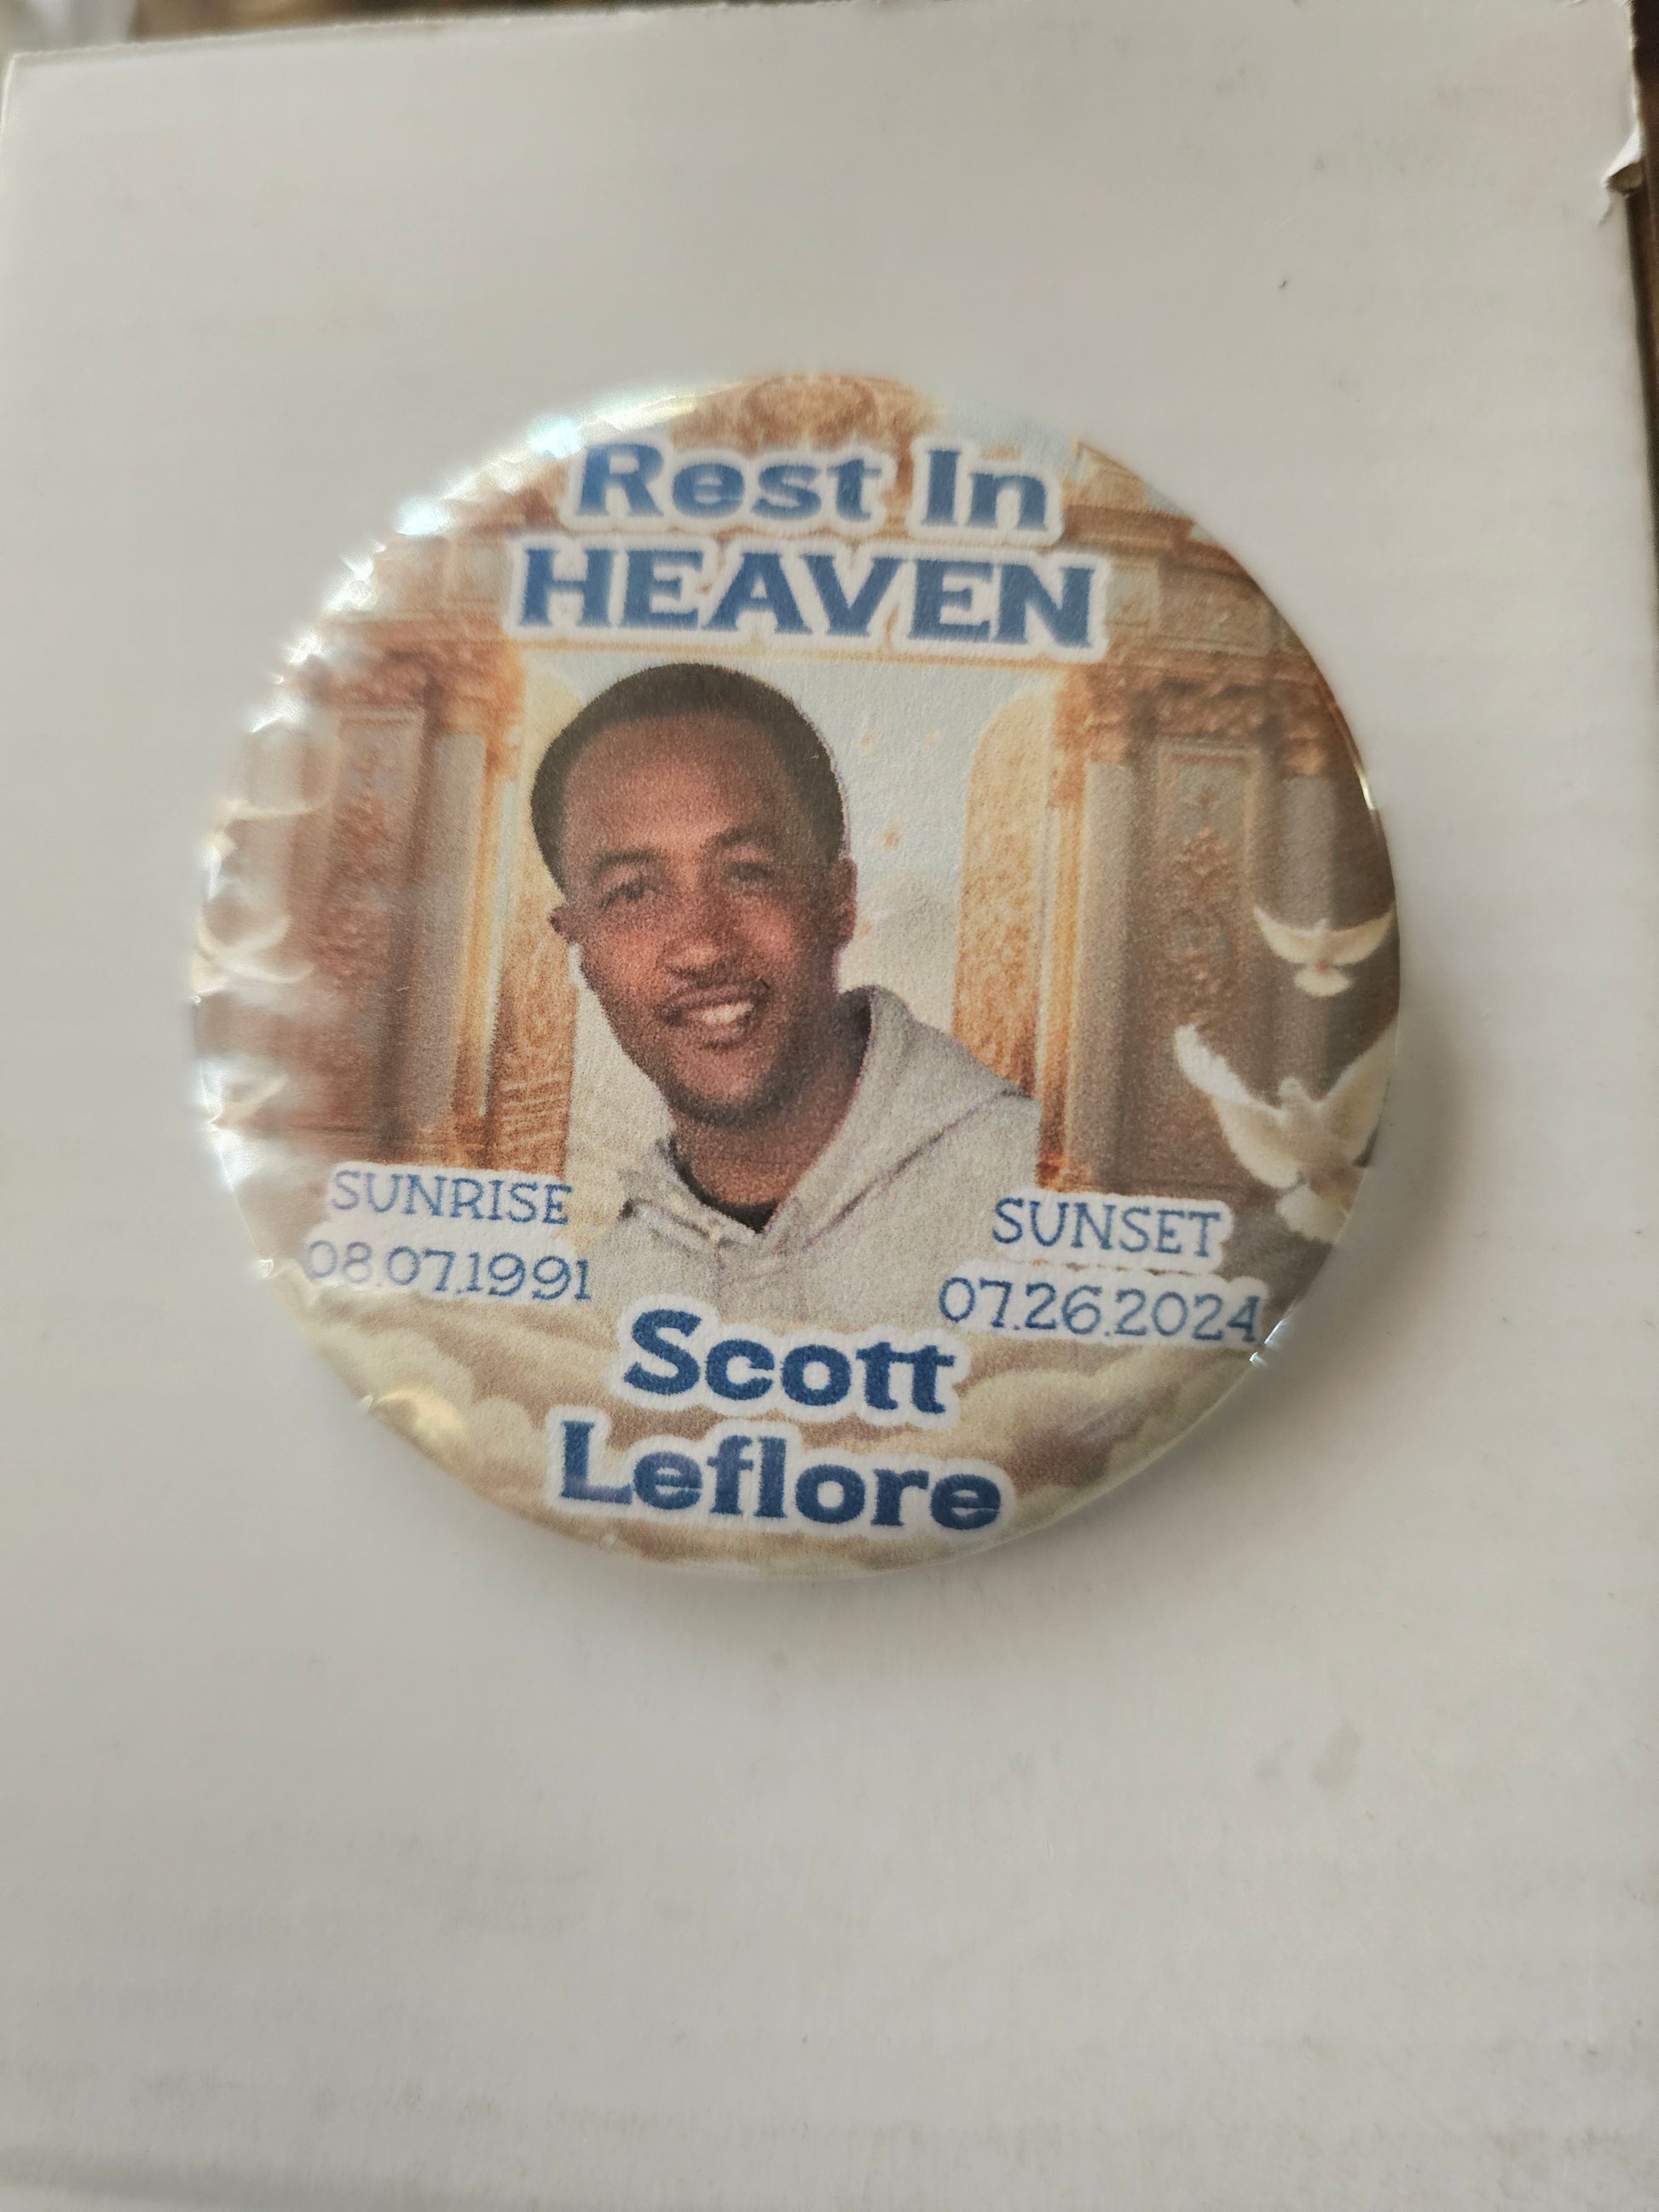 Rest In
HEAVEN
SUNRISE
08.07.1991
SUNSET
07.26.2024
Scott
Leflore